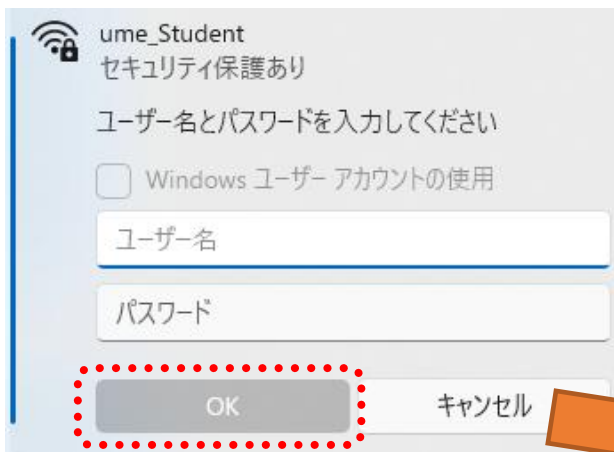 ume_Student
セキュリティ保護あり
ユーザー名とパスワードを入力してください
Windows ユーザー アカウントの使用
ユーザー名
パスワード
OK キャンセル